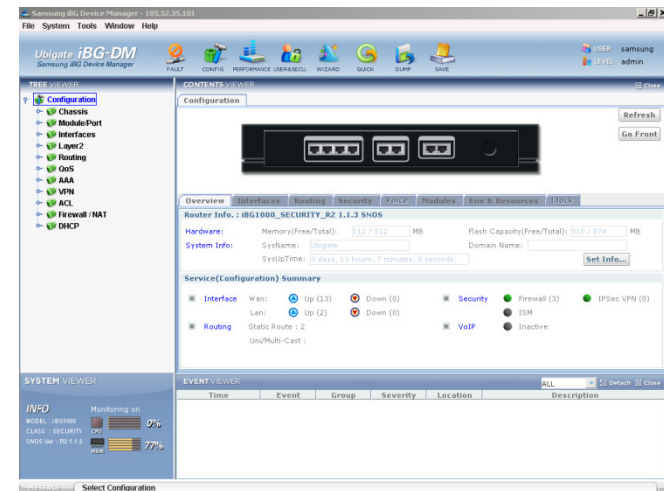 Samsung iBG Device Manager - 105.52.35.101
File System Tools Window Help
Ubigate iBG-DM
Samsung iBG Device Manager
FAULT CONFIG PERFORMANCE USER&SECU. WIZARD QUICK DUMP SAVE
USER samsung
LEVEL admin
TREE VIEWER
Configuration
Chassis
Module/Port
Interfaces
Layer2
Routing
QoS
AAA
VPN
ACL
Firewall / NAT
DHCP
CONTENTS VIEWER
Close
Configuration
Refresh
Go Front
Overview Interfaces Routing Security Voice Modules Env & Resources Clock
Router Info. : iBG1000_SECURITY_R2 1.1.3 SNOS
Hardware: Memory(Free/Total): 112 / 512 MB Flash Capacity(Free/Total): 910 / 974 MB
System Info: SysName: Ubigate Domain Name:
SysUpTime: 3 days, 13 hours, 7 minutes, 0 seconds. Set Info...
Service(Configuration) Summary
Interface Wan: Up (13) Down (0) Security Firewall (3) IPSec VPN (0)
Lan: Up (2) Down (0) ISM
Routing Static Route : 2 VoIP Inactive
Uni/Multi-Cast :
SYSTEM VIEWER
INFO Monitoring on
MODEL : IBG1000
CLASS : SECURITY
SNOS Ver : R2 1.1.3
CPU 0%
MEM 77%
EVENT VIEWER
ALL Detach Close
Time Event Group Severity Location Description
MESSAGE Select Configuration